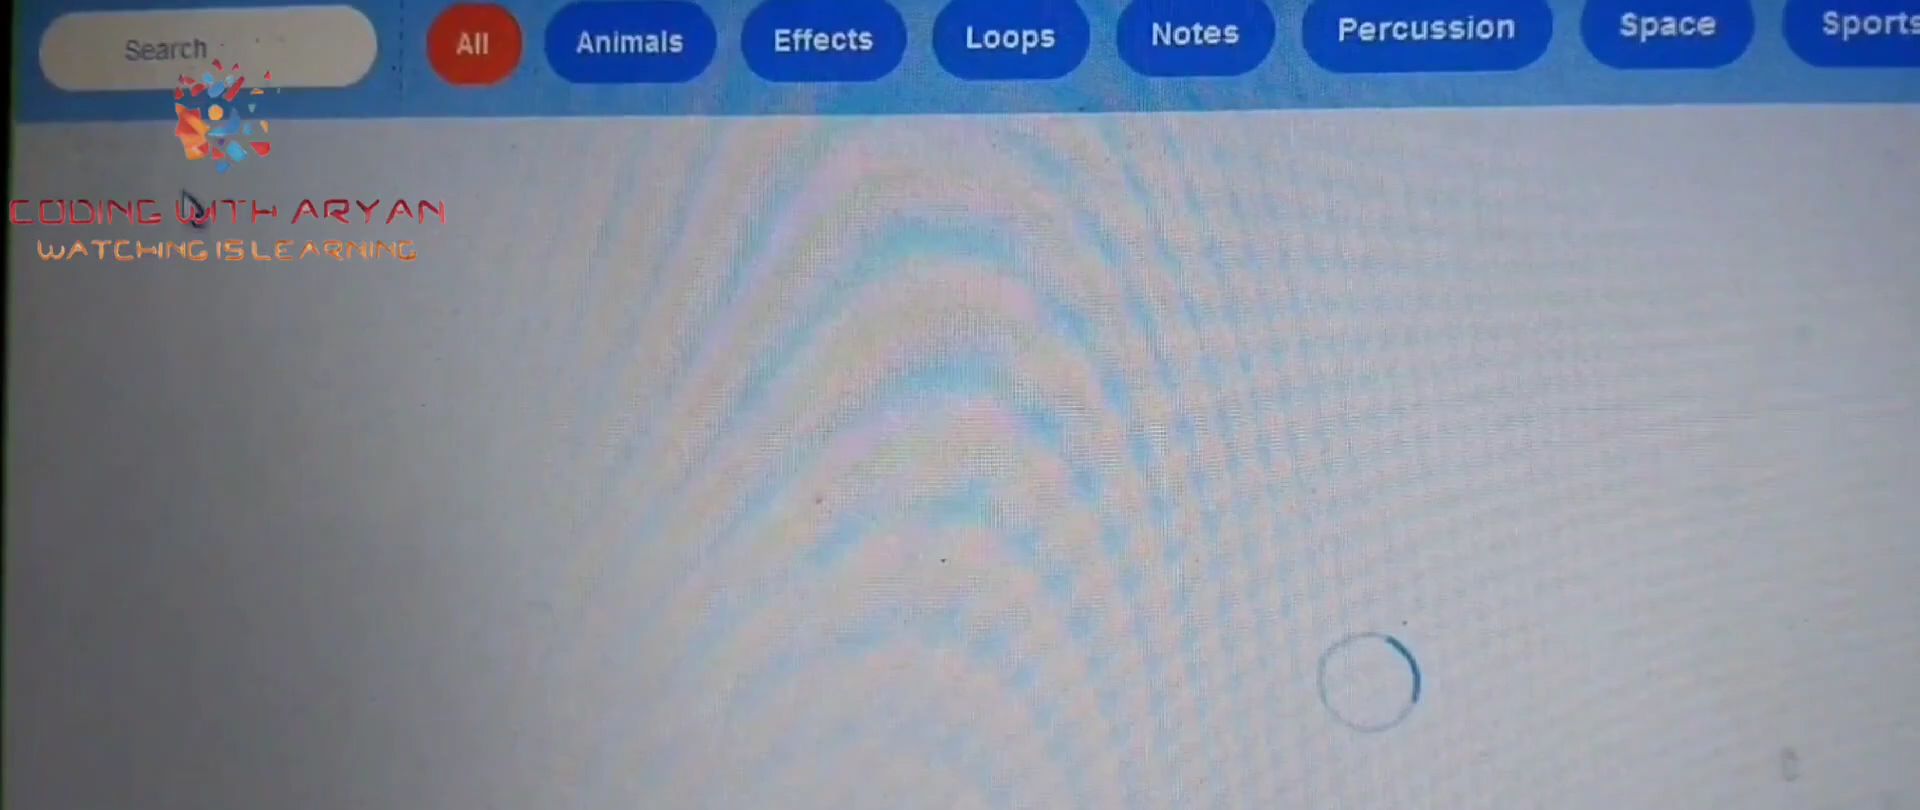 Search
All
Animals
Effects
Loops
Notes
Percussion
Space
Sports
CODING WITH ARYAN
WATCHING IS LEARNING